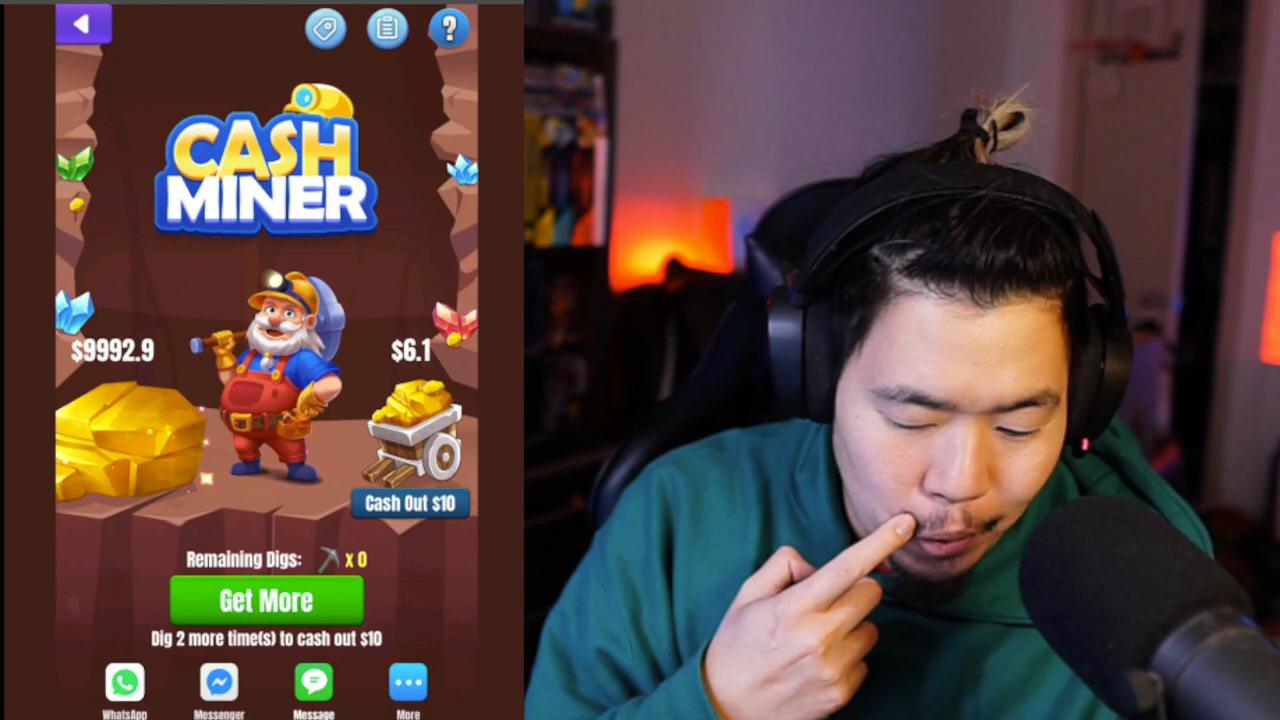 ?
CASH
MINER
$9992.9
$6.1
Cash Out $10
Remaining Digs: x 0
Get More
Dig 2 more time(s) to cash out $10
WhatsApp
Messenger
Message
More